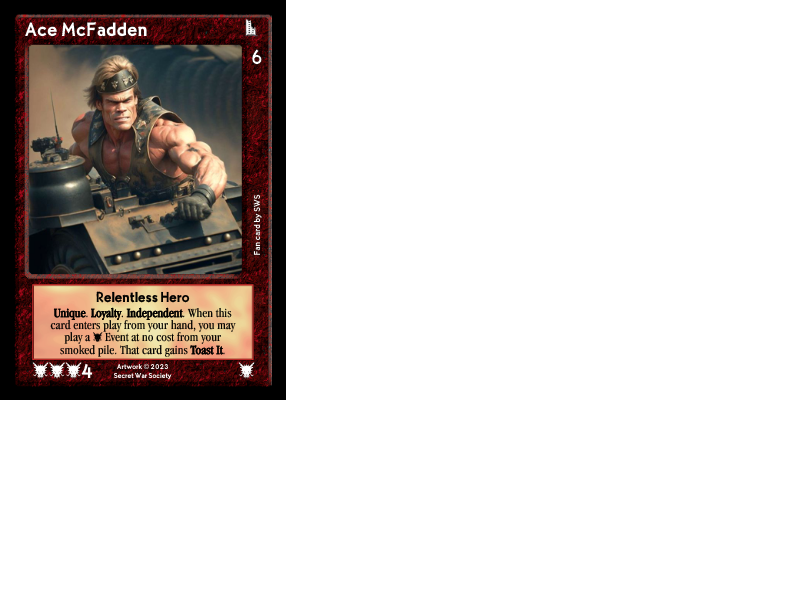 Ace McFadden
6
Fan card by SWS
Relentless Hero
Unique. Loyalty. Independent. When this
card enters play from your hand, you may
play a Event at no cost from your
smoked pile. That card gains Toast It.
4
Artwork © 2023
Secret War Society